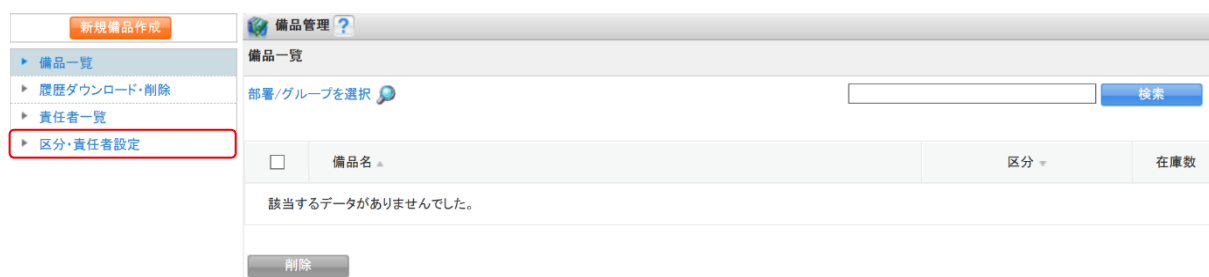 新規備品作成
備品一覧
履歴ダウンロード・削除
責任者一覧
区分・責任者設定
備品管理 ?
備品一覧
部署/グループを選択
検索
備品名 区分 在庫数
該当するデータがありませんでした。
削除